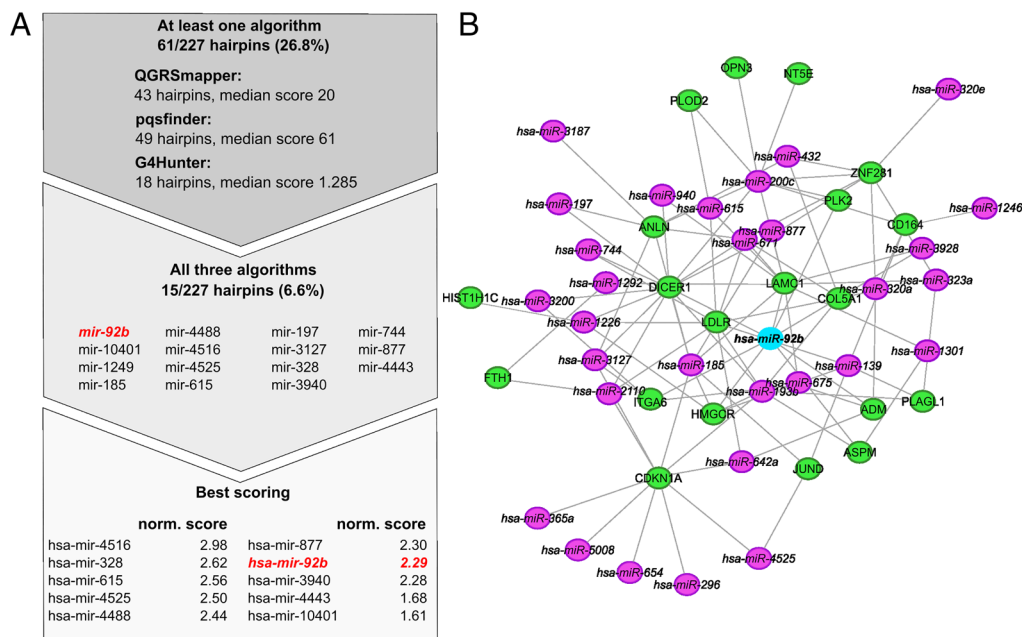 A
At least one algorithm
61/227 hairpins (26.8%)
QGRSmapper:
43 hairpins, median score 20
pqsfinder:
49 hairpins, median score 61
G4Hunter:
18 hairpins, median score 1.285
All three algorithms
15/227 hairpins (6.6%)
mir-92b mir-4488 mir-197 mir-744
mir-10401 mir-4516 mir-3127 mir-877
mir-1249 mir-4525 mir-328 mir-4443
mir-185 mir-615 mir-3940
Best scoring
norm. score norm. score
hsa-mir-4516 2.98 hsa-mir-877 2.30
hsa-mir-328 2.62 hsa-mir-92b 2.29
hsa-mir-615 2.56 hsa-mir-3940 2.28
hsa-mir-4525 2.50 hsa-mir-4443 1.68
hsa-mir-4488 2.44 hsa-mir-10401 1.61
B
OPN3
NT5E
PLOD2
hsa-miR-320e
hsa-miR-3187
hsa-miR-432
ZNF281
hsa-miR-200c
hsa-miR-940
PLK2
hsa-miR-197
hsa-miR-615
hsa-miR-1246
ANLN
hsa-miR-877
CD164
hsa-miR-671
hsa-miR-744
hsa-miR-3928
hsa-miR-1292
DICER1
LAMC1
hsa-miR-320a
hsa-miR-323a
HIST1H1C
hsa-miR-3200
COL5A1
hsa-miR-1226
LDLR
hsa-miR-92b
hsa-miR-1301
hsa-miR-3127
hsa-miR-185
hsa-miR-139
FTH1
hsa-miR-675
hsa-miR-2110
hsa-miR-193b
ITGA6
HMGCR
ADM
PLAGL1
ASPM
hsa-miR-642a
JUND
CDKN1A
hsa-miR-365a
hsa-miR-5008
hsa-miR-4525
hsa-miR-654
hsa-miR-296